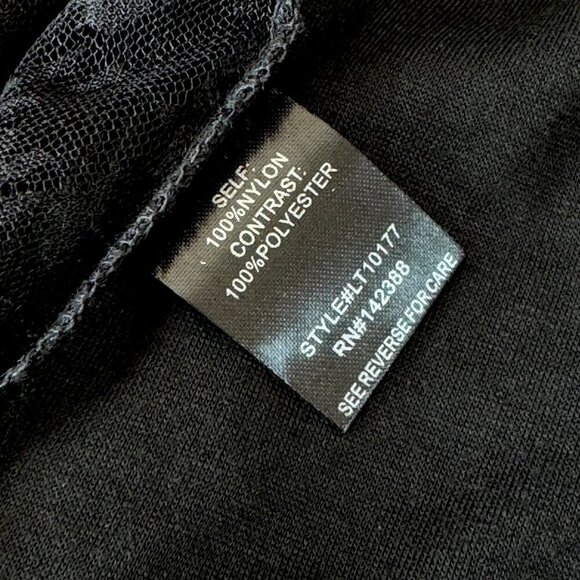 SELF:
100%NYLON
CONTRAST:
100%POLYESTER
STYLE#LT10177
RN#142388
SEE REVERSE FOR CARE